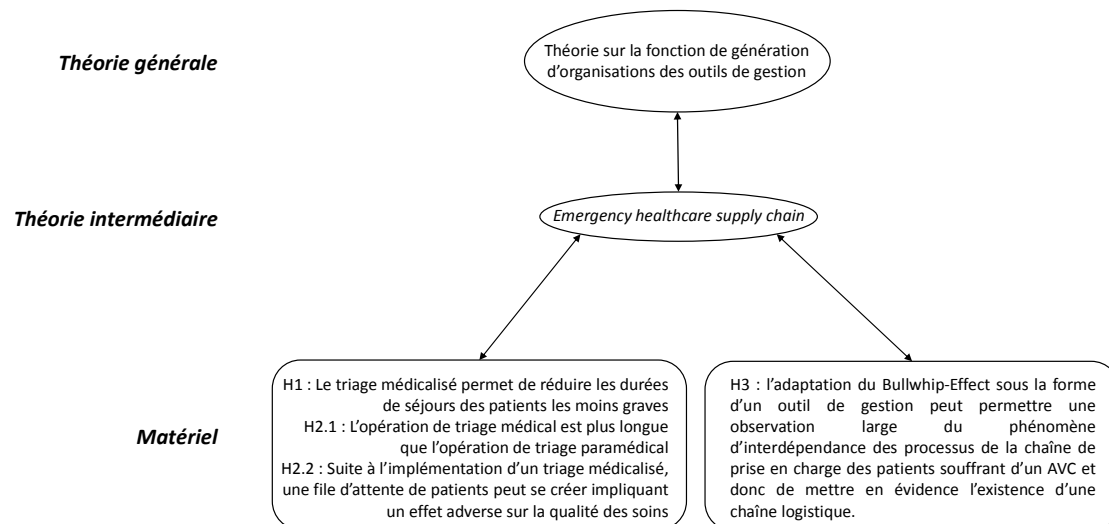 Théorie générale
Théorie sur la fonction de génération
d’organisations des outils de gestion
Théorie intermédiaire
Emergency healthcare supply chain
Matériel
H1 : Le triage médicalisé permet de réduire les durées
de séjours des patients les moins graves
H2.1 : L’opération de triage médical est plus longue
que l’opération de triage paramédical
H2.2 : Suite à l’implémentation d’un triage médicalisé,
une file d’attente de patients peut se créer impliquant
un effet adverse sur la qualité des soins
H3 : l’adaptation du Bullwhip-Effect sous la forme
d’un outil de gestion peut permettre une
observation large du phénomène
d’interdépendance des processus de la chaîne de
prise en charge des patients souffrant d’un AVC et
donc de mettre en évidence l’existence d’une
chaîne logistique.